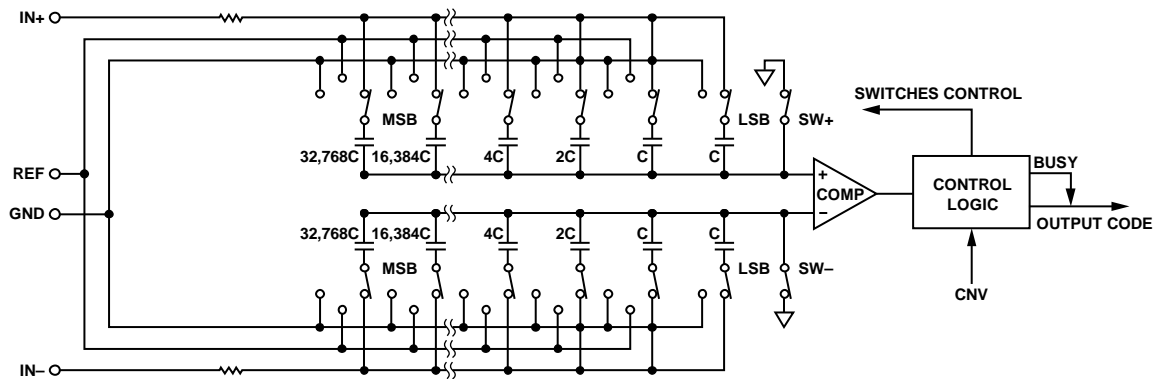 IN+
SWITCHES CONTROL
MSB
LSB
SW+
32,768C
16,384C
4C
2C
C
C
BUSY
REF
+
COMP
–
CONTROL
LOGIC
GND
OUTPUT CODE
32,768C
16,384C
4C
2C
C
C
MSB
LSB
SW–
CNV
IN–